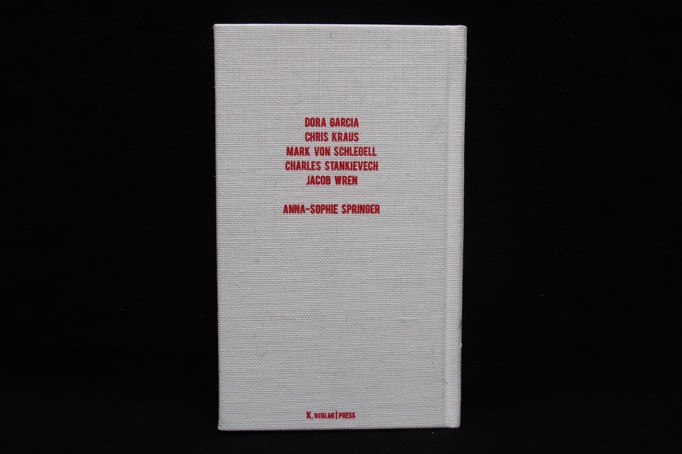 DORA GARCIA
CHRIS KRAUS
MARK VON SCHLEGELL
CHARLES STANKIEVECH
JACOB WREN
ANNA-SOPHIE SPRINGER
K. VERLAG | PRESS